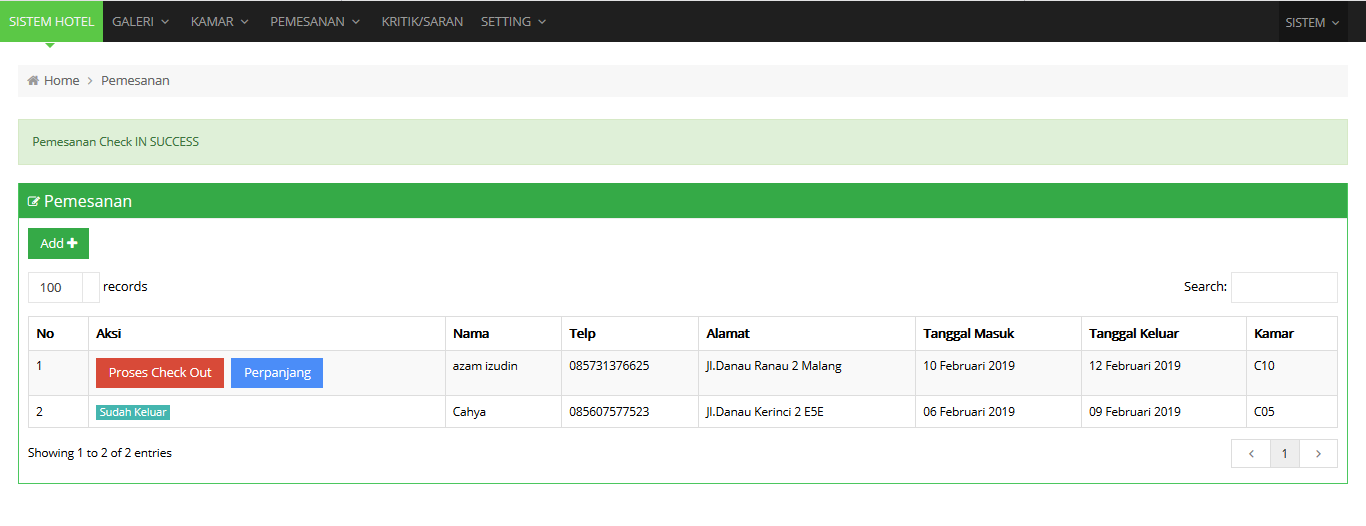 SISTEM HOTEL GALERI KAMAR PEMESANAN KRITIK/SARAN SETTING SISTEM
Home > Pemesanan
Pemesanan Check IN SUCCESS
Pemesanan
Add +
100 records Search:
No Aksi Nama Telp Alamat Tanggal Masuk Tanggal Keluar Kamar
1 Proses Check Out Perpanjang azam izudin 085731376625 Jl.Danau Ranau 2 Malang 10 Februari 2019 12 Februari 2019 C10
2 Sudah Keluar Cahya 085607577523 Jl.Danau Kerinci 2 E5E 06 Februari 2019 09 Februari 2019 C05
Showing 1 to 2 of 2 entries < 1 >